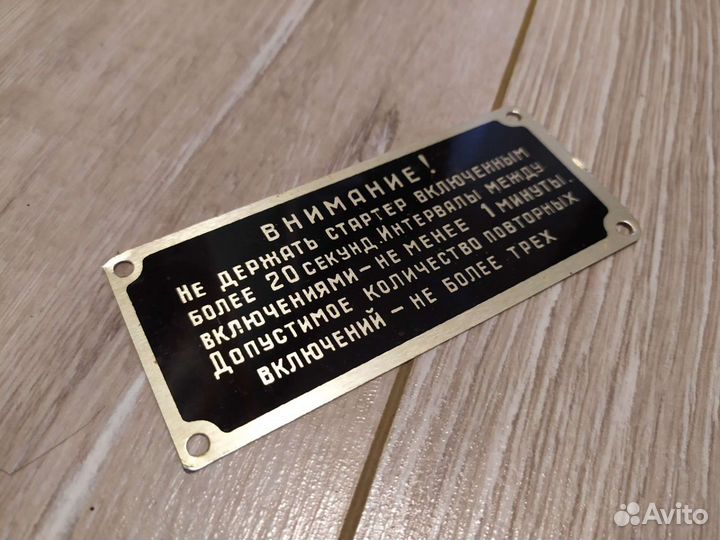 ВНИМАНИЕ!
НЕ ДЕРЖАТЬ СТАРТЕР ВКЛЮЧЕННЫМ
БОЛЕЕ 20 СЕКУНД. ИНТЕРВАЛЫ МЕЖДУ
ВКЛЮЧЕНИЯМИ – НЕ МЕНЕЕ 1 МИНУТЫ.
ДОПУСТИМОЕ КОЛИЧЕСТВО ПОВТОРНЫХ
ВКЛЮЧЕНИЙ – НЕ БОЛЕЕ ТРЕХ
Avito